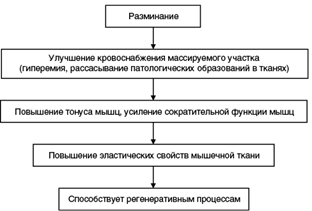 Разминание
Улучшение кровоснабжения массируемого участка
(гиперемия, рассасывание патологических образований в тканях)
Повышение тонуса мышц, усиление сократительной функции мышц
Повышение эластических свойств мышечной ткани
Способствует регенеративным процессам